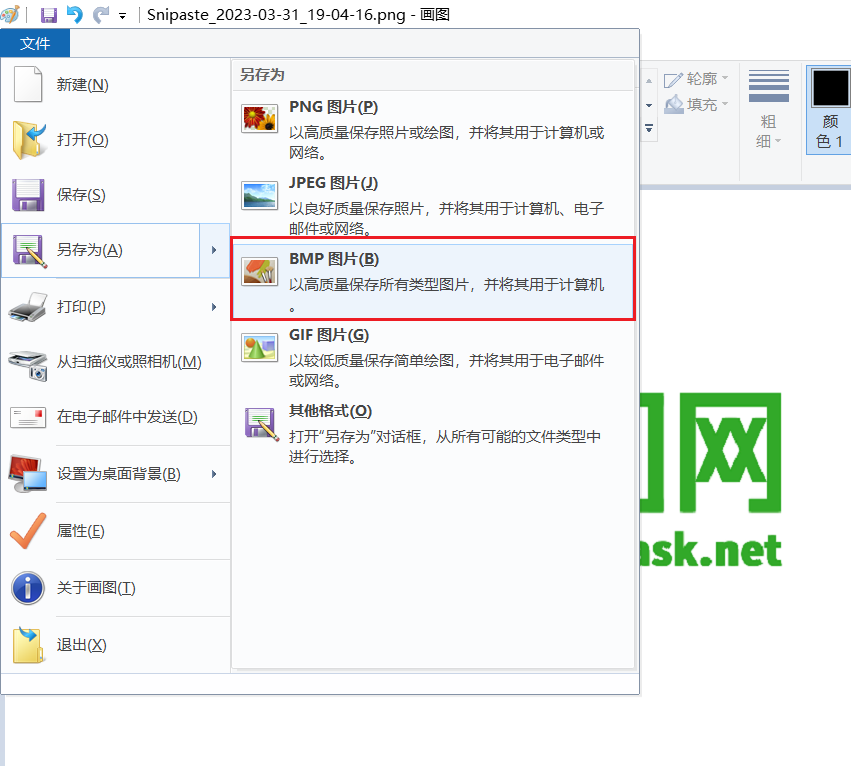 Snipaste_2023-03-31_19-04-16.png - 画图
文件
新建(N)
打开(O)
保存(S)
另存为(A)
打印(P)
从扫描仪或照相机(M)
在电子邮件中发送(D)
设置为桌面背景(B)
属性(E)
关于画图(T)
退出(X)
另存为
PNG 图片(P)
以高质量保存照片或绘图，并将其用于计算机或
网络。
JPEG 图片(J)
以良好质量保存照片，并将其用于计算机、电子
邮件或网络。
BMP 图片(B)
以高质量保存所有类型图片，并将其用于计算机
。
GIF 图片(G)
以较低质量保存简单绘图，并将其用于电子邮件
或网络。
其他格式(O)
打开“另存为”对话框，从所有可能的文件类型中
进行选择。
轮廓
填充
粗
细
颜
色 1
网
ask.net